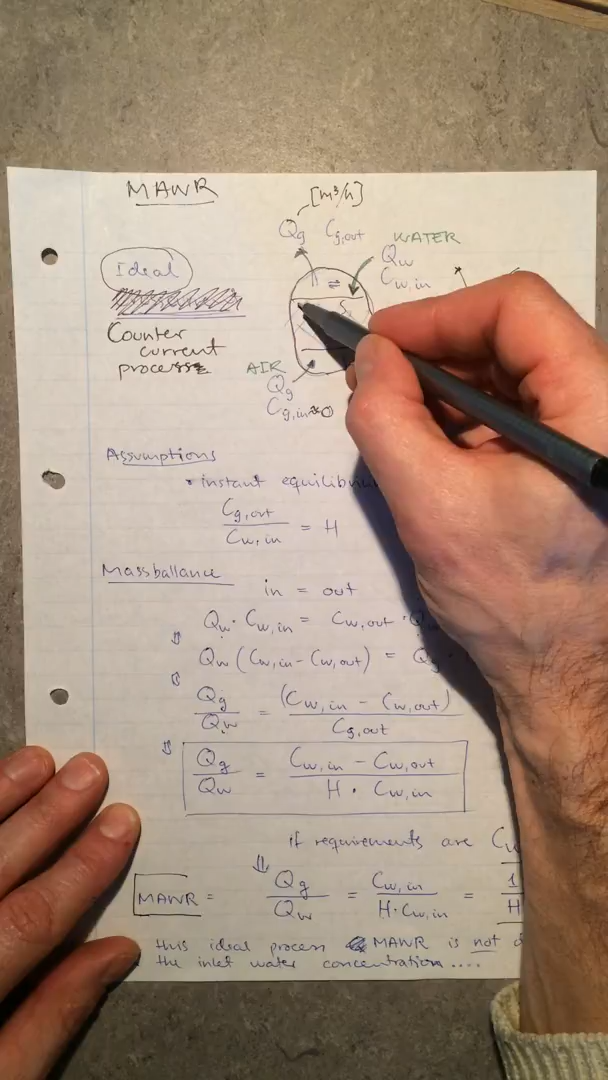 MAWR
[m³/h]
Qg Cg,out
WATER
Qw
Cw,in
Ideal
Counter
current
process
AIR
Qg
Cg,in≈0
Assumptions
• instant equilibriu
Cg,out / Cw,in = H
Massballance
in = out
Qw · Cw,in = Cw,out ·
⇓ Qw (Cw,in - Cw,out) =
⇓ Qg / Qw = (Cw,in - Cw,out) / Cg,out
⇓ Qg / Qw = Cw,in - Cw,out / H · Cw,in
if requirements are
⇓
MAWR = Qg / Qw = Cw,in / H·Cw,in = 1 / H
this ideal proces MAWR is not
the inlet water concentration....